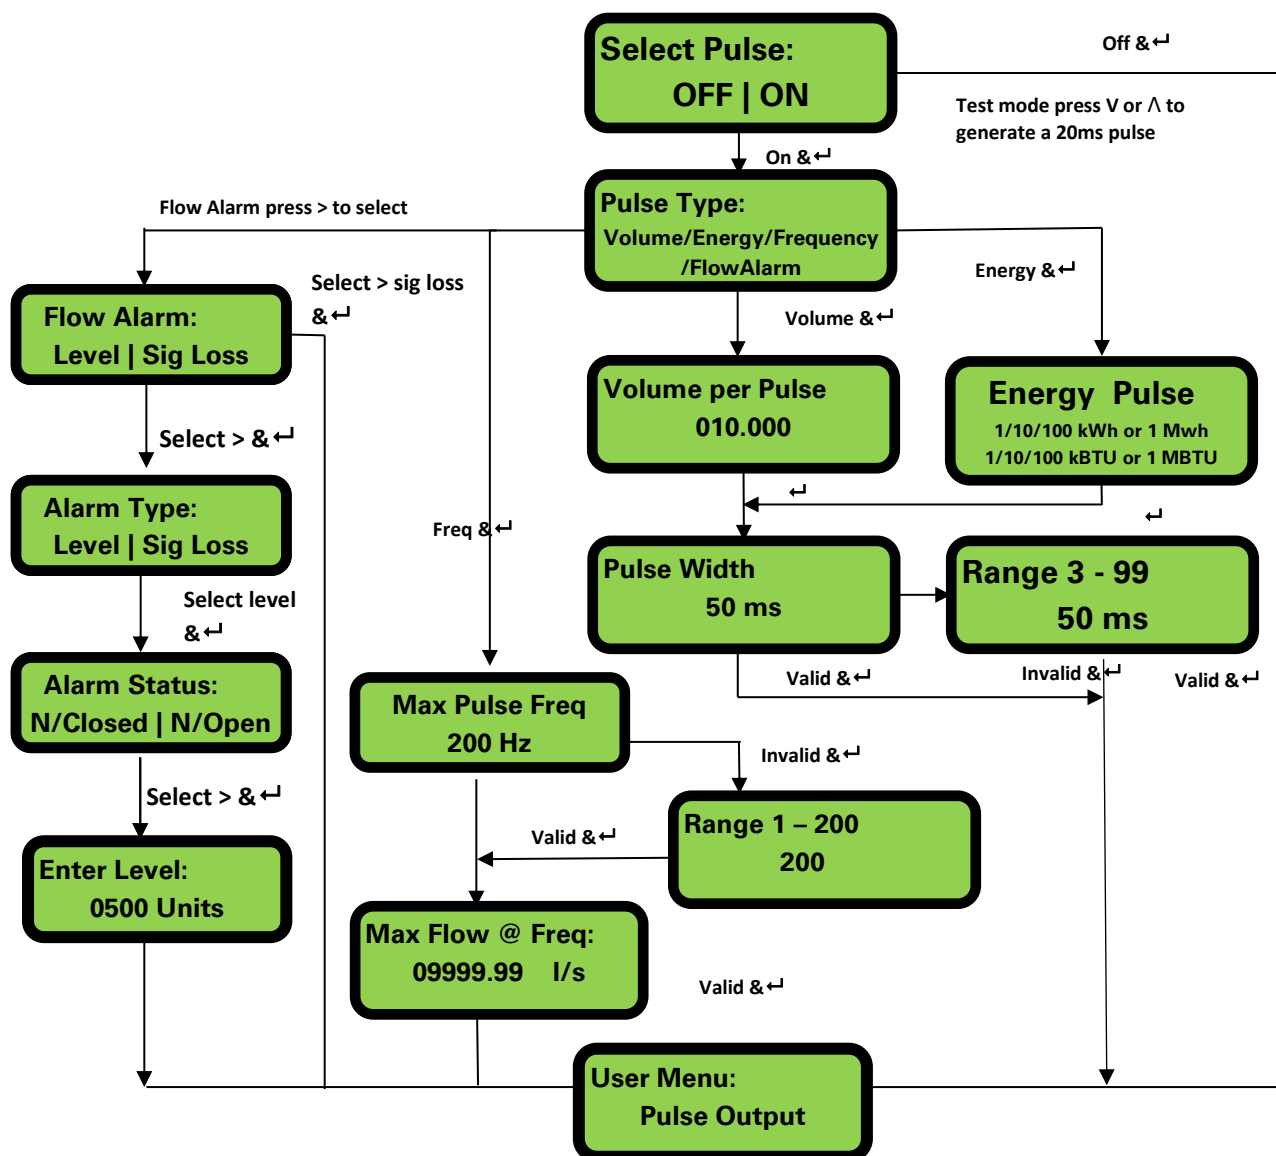 Select Pulse:
OFF | ON
Off & ↵
Test mode press V or Λ to
generate a 20ms pulse
On & ↵
Pulse Type:
Volume/Energy/Frequency
/FlowAlarm
Flow Alarm press > to select
Energy & ↵
Select > sig loss
& ↵
Flow Alarm:
Level | Sig Loss
Volume & ↵
Volume per Pulse
010.000
Energy  Pulse
1/10/100 kWh or 1 Mwh
1/10/100 kBTU or 1 MBTU
Select > & ↵
↵
↵
Alarm Type:
Level | Sig Loss
Freq & ↵
Pulse Width
50 ms
Range 3 - 99
50 ms
Select level
& ↵
Alarm Status:
N/Closed | N/Open
Valid & ↵
Invalid & ↵
Valid & ↵
Max Pulse Freq
200 Hz
Invalid & ↵
Select > & ↵
Range 1 – 200
200
Valid & ↵
Enter Level:
0500 Units
Max Flow @ Freq:
09999.99 l/s
Valid & ↵
User Menu:
Pulse Output